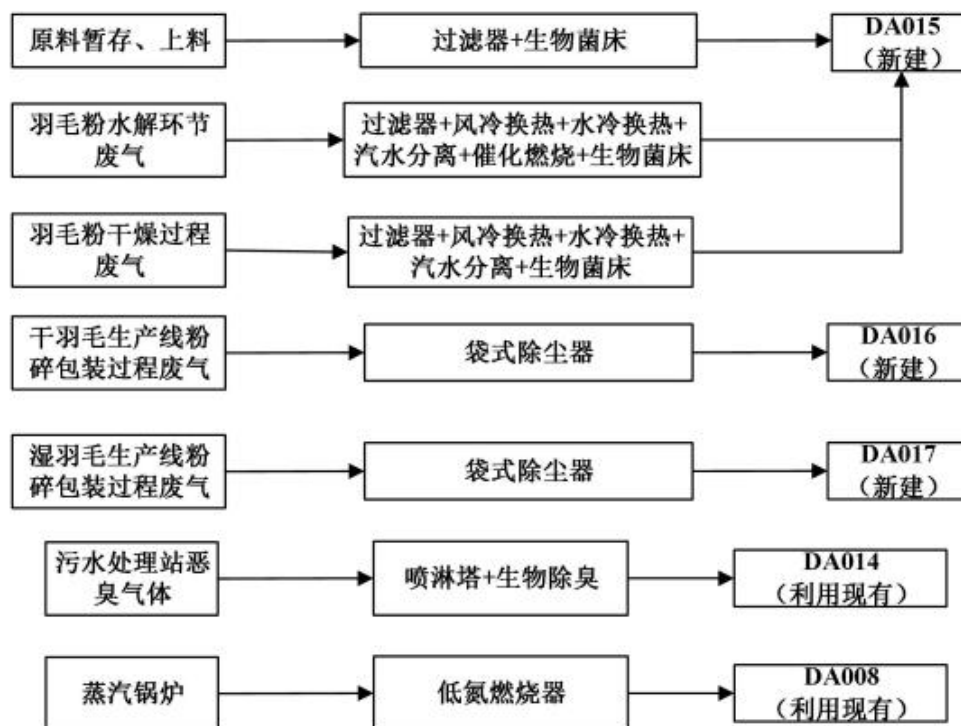 原料暂存、上料
过滤器+生物菌床
DA015
（新建）
羽毛粉水解环节
废气
过滤器+风冷换热+水冷换热+
汽水分离+催化燃烧+生物菌床
羽毛粉干燥过程
废气
过滤器+风冷换热+水冷换热+
汽水分离+生物菌床
干羽毛生产线粉
碎包装过程废气
袋式除尘器
DA016
（新建）
湿羽毛生产线粉
碎包装过程废气
袋式除尘器
DA017
（新建）
污水处理站恶
臭气体
喷淋塔+生物除臭
DA014
（利用现有）
蒸汽锅炉
低氮燃烧器
DA008
（利用现有）